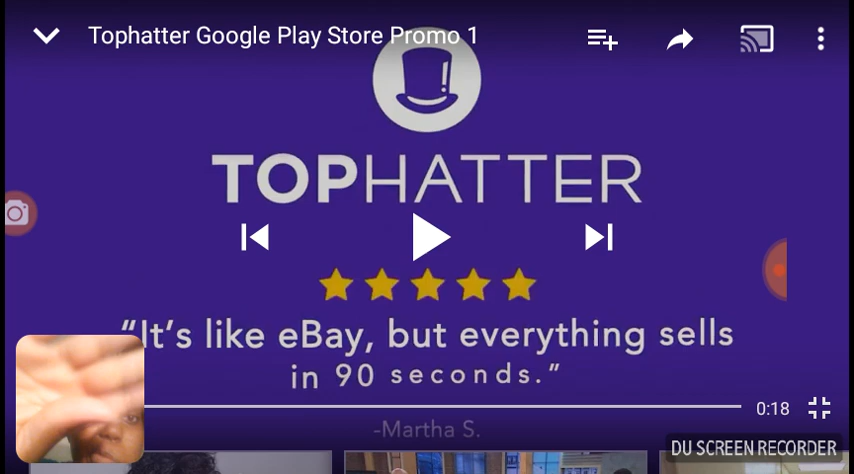 Tophatter Google Play Store Promo 1
TOPHATTER
“It’s like eBay, but everything sells
in 90 seconds.”
0:18
-Martha S.
DU SCREEN RECORDER